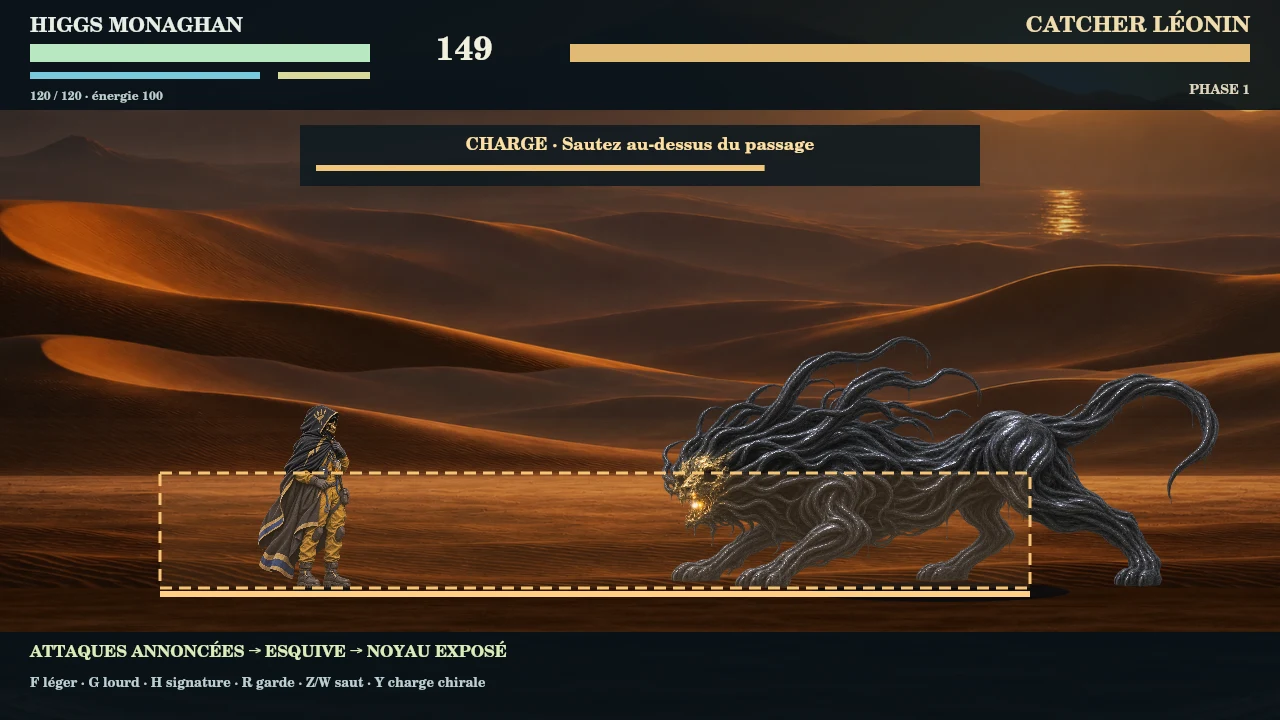 HIGGS MONAGHAN
149
CATCHER LÉONIN
120 / 120 · énergie 100
PHASE 1
CHARGE · Sautez au-dessus du passage
ATTAQUES ANNONCÉES → ESQUIVE → NOYAU EXPOSÉ
F léger · G lourd · H signature · R garde · Z/W saut · Y charge chirale